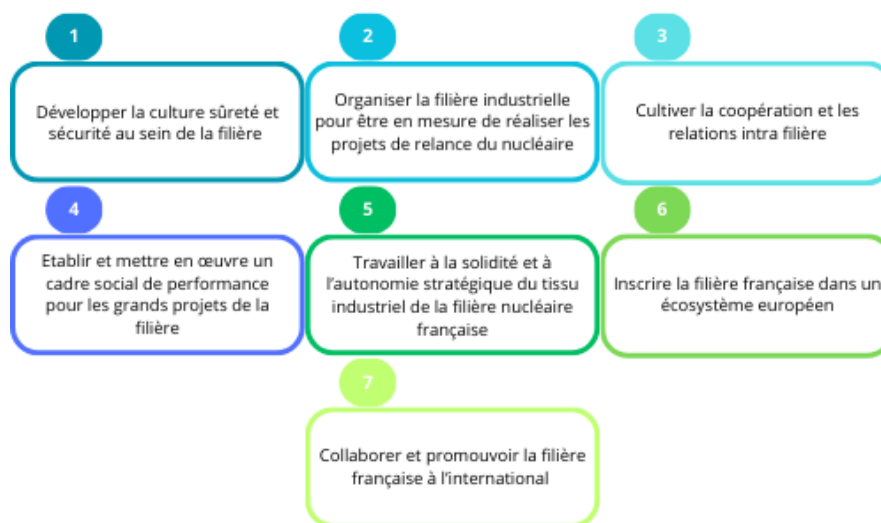 1
Développer la culture sûreté et
sécurité au sein de la filière
2
Organiser la filière industrielle
pour être en mesure de réaliser les
projets de relance du nucléaire
3
Cultiver la coopération et les
relations intra filière
4
Etablir et mettre en œuvre un
cadre social de performance
pour les grands projets de la
filière
5
Travailler à la solidité et à
l'autonomie stratégique du tissu
industriel de la filière nucléaire
française
6
Inscrire la filière française dans un
écosystème européen
7
Collaborer et promouvoir la filière
française à l'international